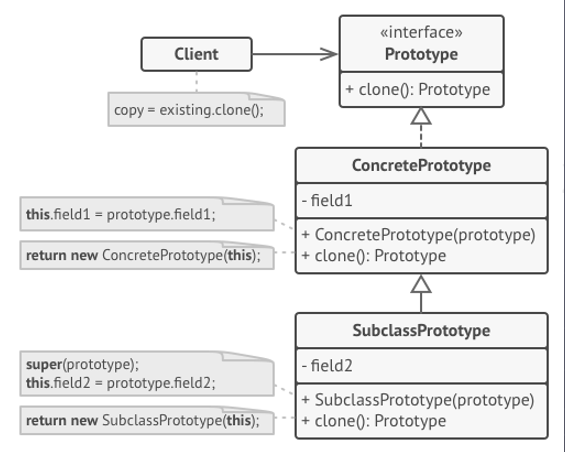 «interface»
Prototype
+ clone(): Prototype
Client
copy = existing.clone();
ConcretePrototype
- field1
+ ConcretePrototype(prototype)
+ clone(): Prototype
this.field1 = prototype.field1;
return new ConcretePrototype(this);
SubclassPrototype
- field2
+ SubclassPrototype(prototype)
+ clone(): Prototype
super(prototype);
this.field2 = prototype.field2;
return new SubclassPrototype(this);